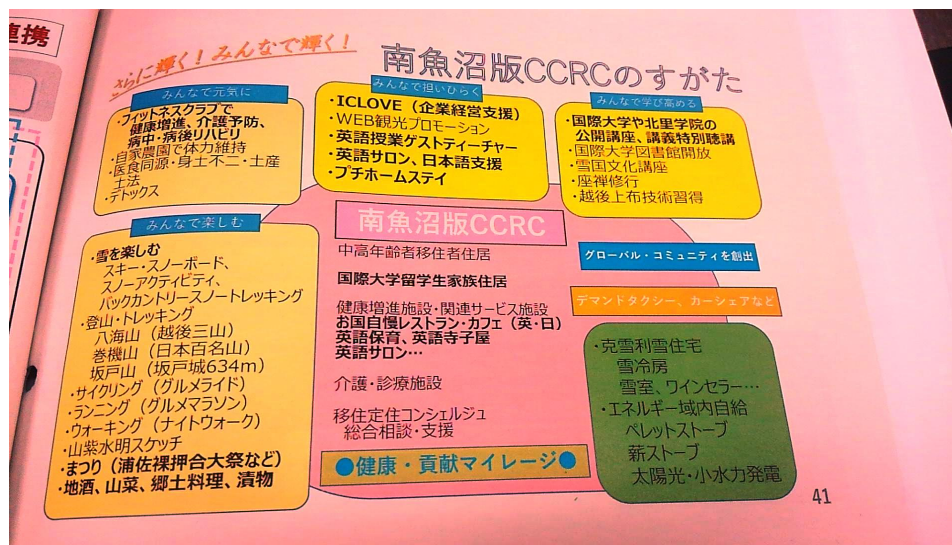 連携
さらに輝く！みんなで輝く！
南魚沼版CCRCのすがた
みんなで元気に
・フィットネスクラブで
健康増進、介護予防、
病中・病後リハビリ
・自家農園で体力維持
・医食同源・身土不二・土産
土法
・デトックス
みんなで担いひらく
・ICLOVE（企業経営支援）
・WEB観光プロモーション
・英語授業ゲストティーチャー
・英語サロン、日本語支援
・プチホームステイ
みんなで学び高める
・国際大学や北里学院の
公開講座、講義特別聴講
・国際大学図書館開放
・雪国文化講座
・座禅修行
・越後上布技術習得
みんなで楽しむ
・雪を楽しむ
スキー・スノーボード、
スノーアクティビティ、
バックカントリースノートレッキング
・登山・トレッキング
八海山（越後三山）
巻機山（日本百名山）
坂戸山（坂戸城634m）
・サイクリング（グルメライド）
・ランニング（グルメマラソン）
・ウォーキング（ナイトウォーク）
・山紫水明スケッチ
・まつり（浦佐裸押合大祭など）
・地酒、山菜、郷土料理、漬物
南魚沼版CCRC
中高年齢者移住者住居
国際大学留学生家族住居
健康増進施設・関連サービス施設
お国自慢レストラン・カフェ（英・日）
英語保育、英語寺子屋
英語サロン…
介護・診療施設
移住定住コンシェルジュ
総合相談・支援
●健康・貢献マイレージ●
グローバル・コミュニティを創出
デマンドタクシー、カーシェアなど
・克雪利雪住宅
雪冷房
雪室、ワインセラー…
・エネルギー域内自給
ペレットストーブ
薪ストーブ
太陽光・小水力発電
41